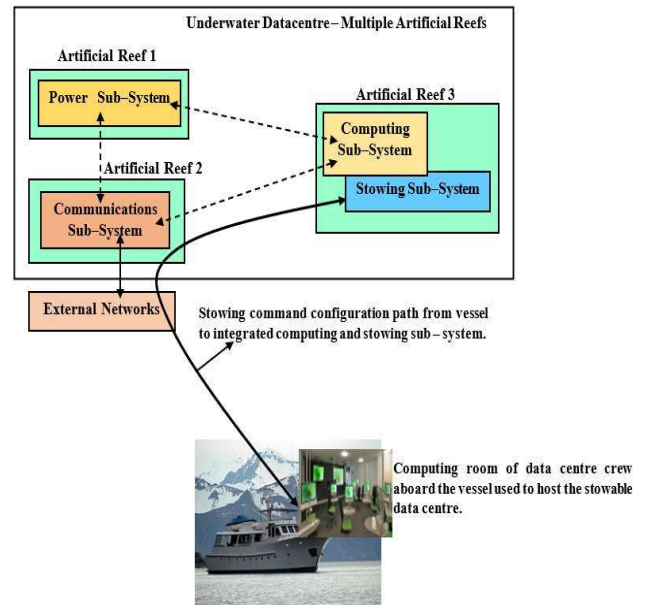 Underwater Datacentre – Multiple Artificial Reefs
Artificial Reef 1
Power Sub–System
Artificial Reef 3
Computing
Sub–System
Stowing Sub–System
Artificial Reef 2
Communications
Sub–System
External Networks
Stowing command configuration path from vessel
to integrated computing and stowing sub – system.
Computing room of data centre crew
aboard the vessel used to host the stowable
data centre.